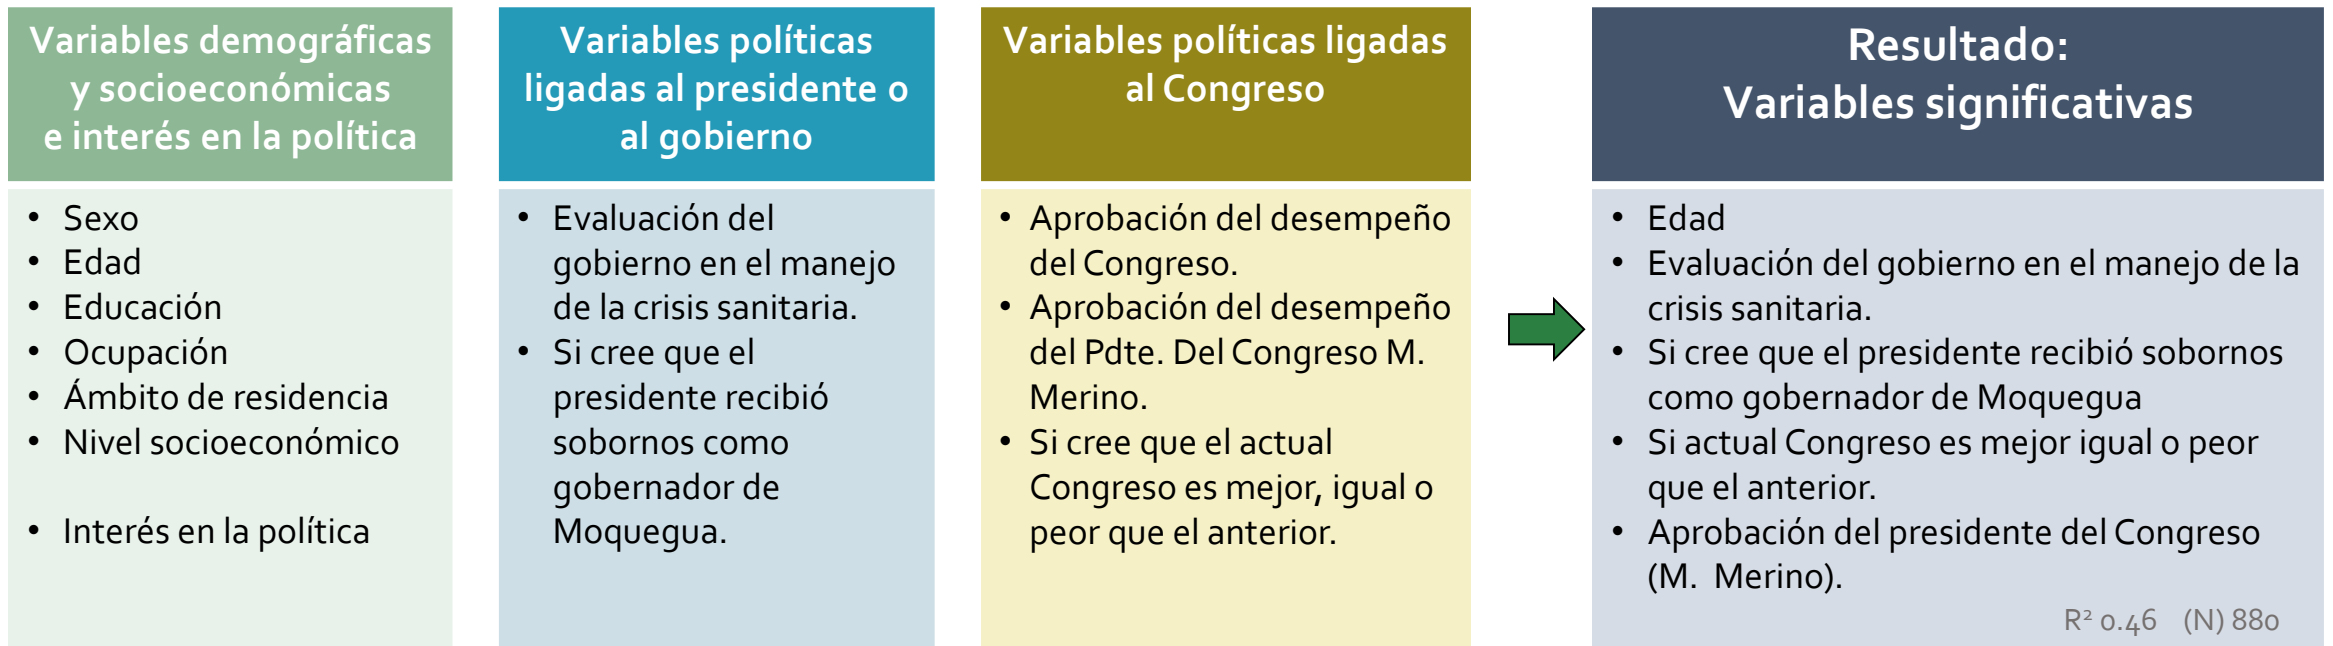 Variables demográficas
y socioeconómicas
e interés en la política
• Sexo
• Edad
• Educación
• Ocupación
• Ámbito de residencia
• Nivel socioeconómico
• Interés en la política
Variables políticas
ligadas al presidente o
al gobierno
• Evaluación del
gobierno en el manejo
de la crisis sanitaria.
• Si cree que el
presidente recibió
sobornos como
gobernador de
Moquegua.
Variables políticas ligadas
al Congreso
• Aprobación del desempeño
del Congreso.
• Aprobación del desempeño
del Pdte. Del Congreso M.
Merino.
• Si cree que el actual
Congreso es mejor, igual o
peor que el anterior.
Resultado:
Variables significativas
• Edad
• Evaluación del gobierno en el manejo de la
crisis sanitaria.
• Si cree que el presidente recibió sobornos
como gobernador de Moquegua
• Si actual Congreso es mejor igual o peor
que el anterior.
• Aprobación del presidente del Congreso
(M. Merino).
R² 0.46 (N) 880